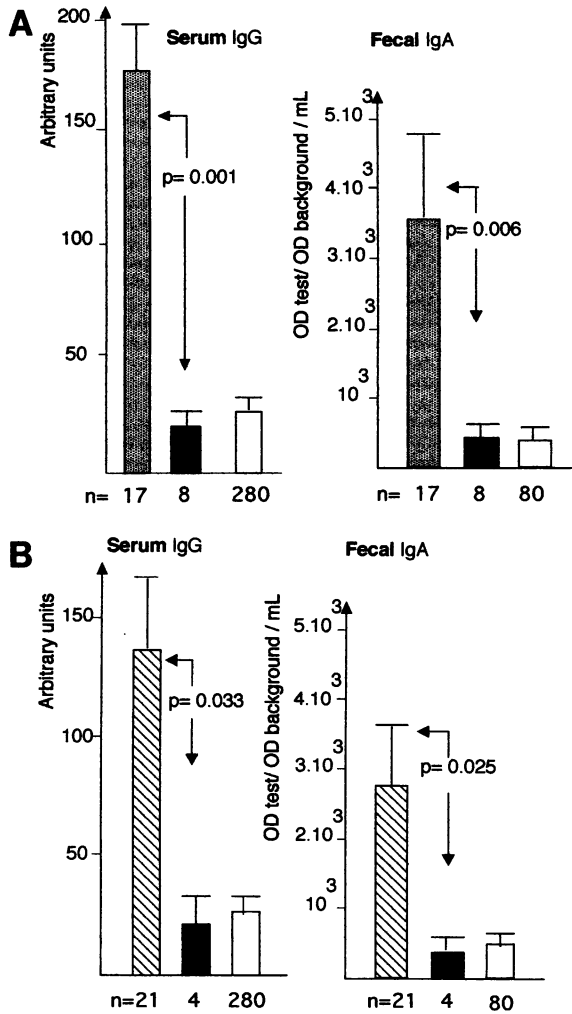 A
Serum IgG
Arbitrary units
200
150
100
50
p= 0.001
n= 17 8 280
Fecal IgA
OD test/ OD background / mL
5.10 3
4.10 3
3.10 3
2.10 3
10 3
p= 0.006
n= 17 8 80
B
Serum IgG
Arbitrary units
150
100
50
p= 0.033
n=21 4 280
Fecal IgA
OD test/ OD background / mL
5.10 3
4.10 3
3.10 3
2.10 3
10 3
p= 0.025
n=21 4 80